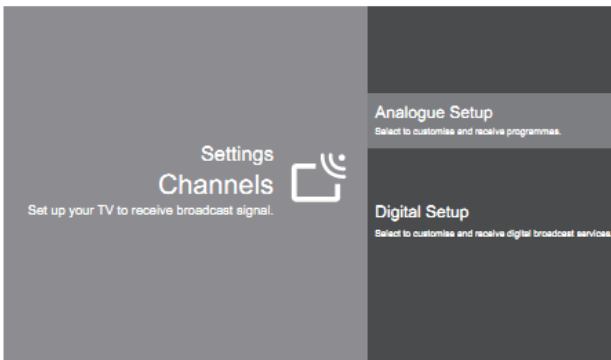 Settings
Channels
Set up your TV to receive broadcast signal.
Analogue Setup
Select to customise and receive programmes.
Digital Setup
Select to customise and receive digital broadcast services.